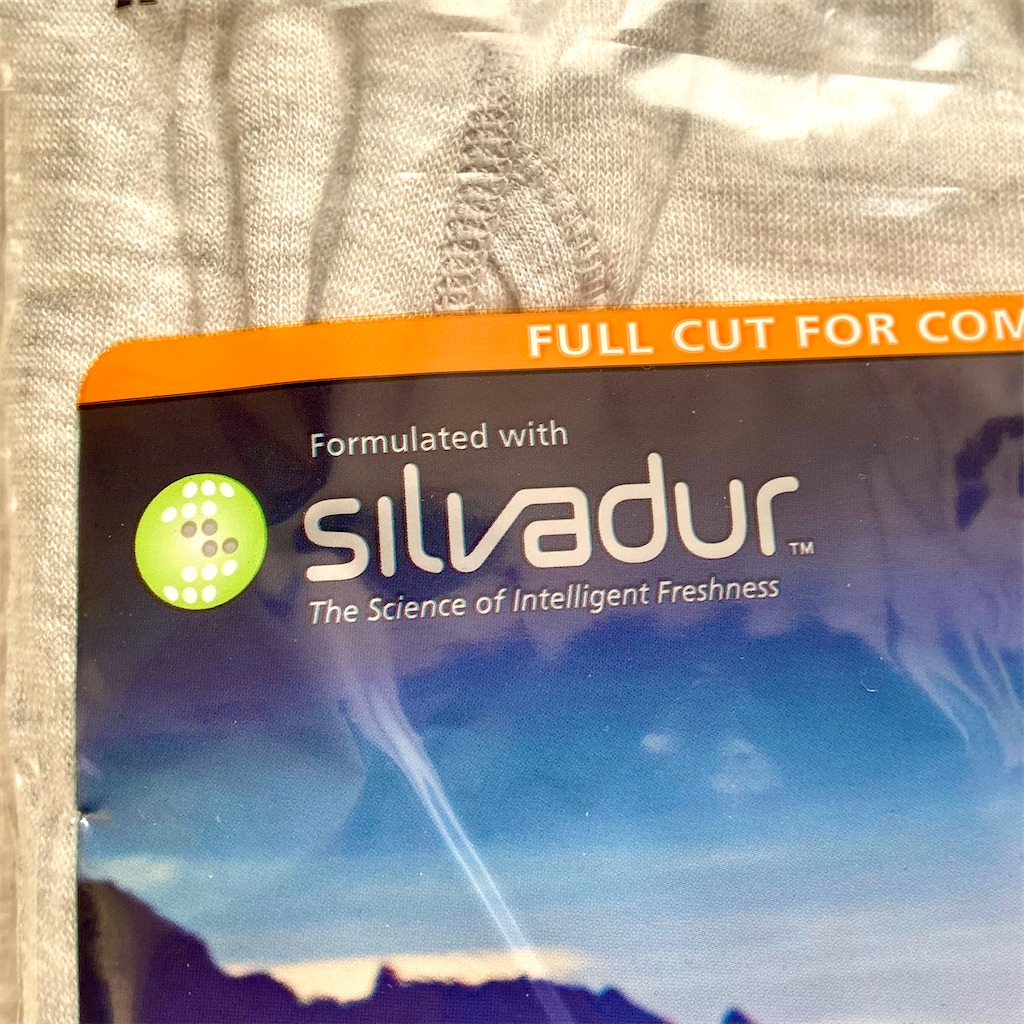 FULL CUT FOR COM
Formulated with
silvadur™
The Science of Intelligent Freshness